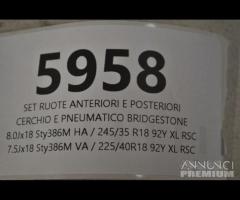 5958
SET RUOTE ANTERIORI E POSTERIORI
CERCHIO E PNEUMATICO BRIDGESTONE
8.0Jx18 Sty386M HA / 245/35 R18 92Y XL RSC
7.5Jx18 Sty386M VA / 225/40R18 92Y XL RSC
ANNUNCI
PREMIUM